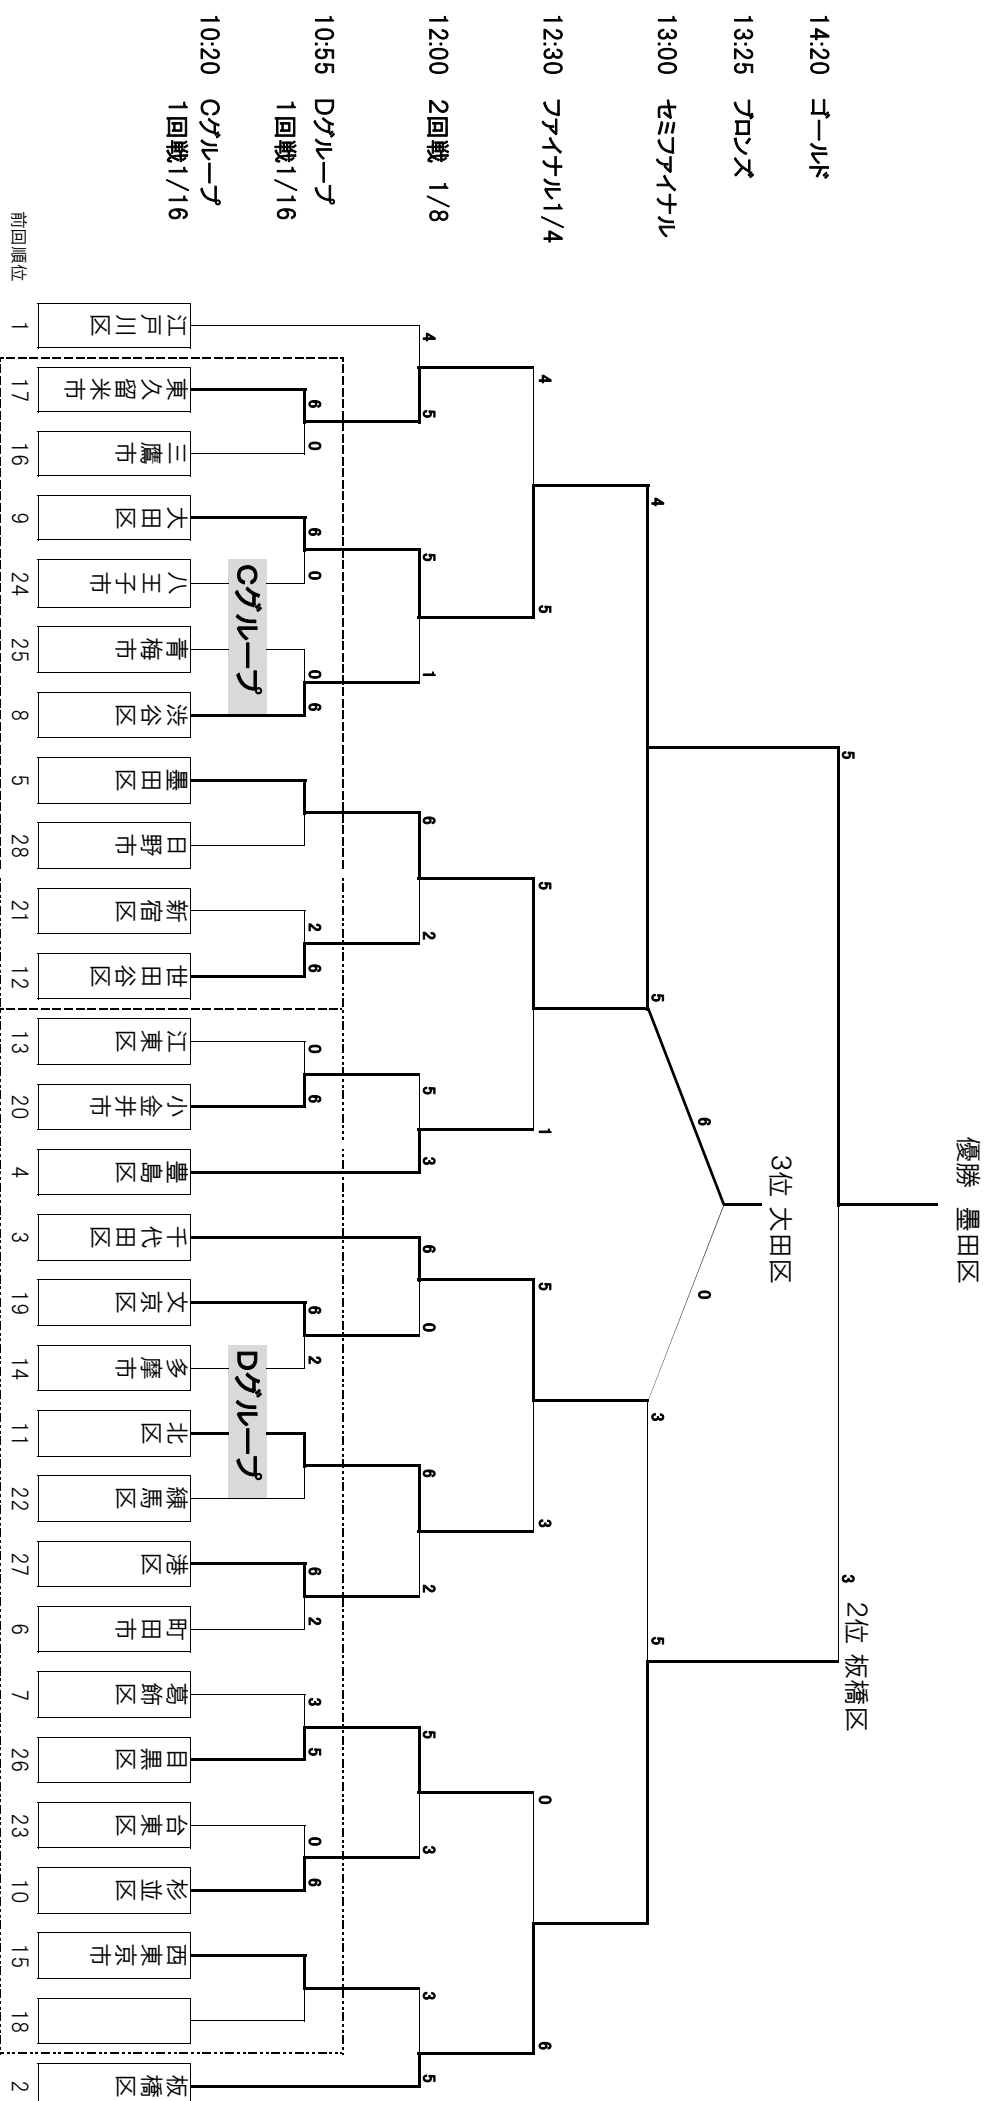 優勝 墨田区
14:20 ゴールド
5
3
2位 板橋区
3位 大田区
13:25 ブロンズ
6
0
13:00 セミファイナル
4
5
3
5
12:30 ファイナル1/4
4
5
5
1
5
3
0
6
12:00 2回戦 1/8
4
5
5
1
6
2
5
3
6
0
6
2
5
3
3
5
10:55 Dグループ
1回戦1/16
6
0
6
0
0
6
2
6
0
6
6
2
6
2
3
5
0
6
10:20 Cグループ
1回戦1/16
Cグループ
Dグループ
江戸川区
東久留米市
三鷹市
大田区
八王子市
青梅市
渋谷区
墨田区
日野市
新宿区
世田谷区
江東区
小金井市
豊島区
千代田区
文京区
多摩市
北区
練馬区
港区
町田市
葛飾区
目黒区
台東区
杉並区
西東京市
板橋区
前回順位
1
17
16
9
24
25
8
5
28
21
12
13
20
4
3
19
14
11
22
27
6
7
26
23
10
15
18
2